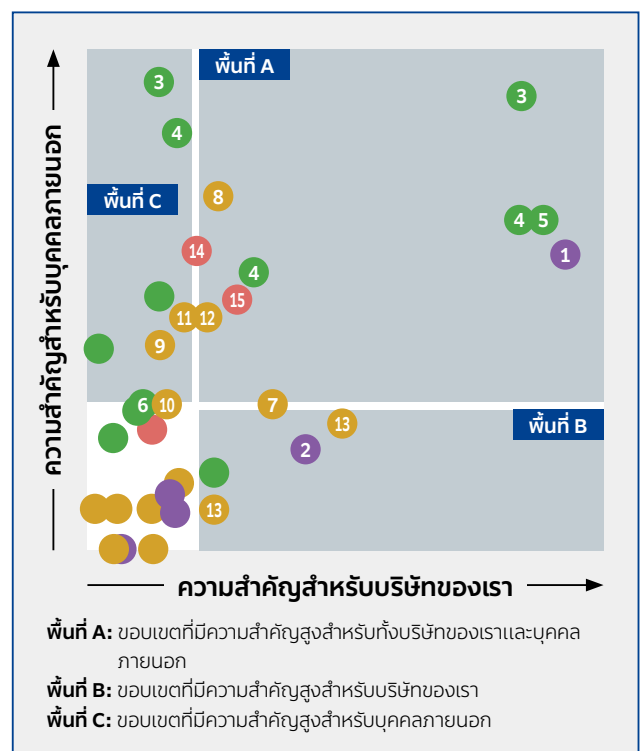 พื้นที่ A
3
3
4
พื้นที่ C
8
4 5
14
1
4
15
11 12
9
6 10
7
13
พื้นที่ B
2
13
ความสำคัญสำหรับบุคคลภายนอก
ความสำคัญสำหรับบริษัทของเรา
พื้นที่ A: ขอบเขตที่มีความสำคัญสูงสำหรับทั้งบริษัทของเราและบุคคล
ภายนอก
พื้นที่ B: ขอบเขตที่มีความสำคัญสูงสำหรับบริษัทของเรา
พื้นที่ C: ขอบเขตที่มีความสำคัญสูงสำหรับบุคคลภายนอก